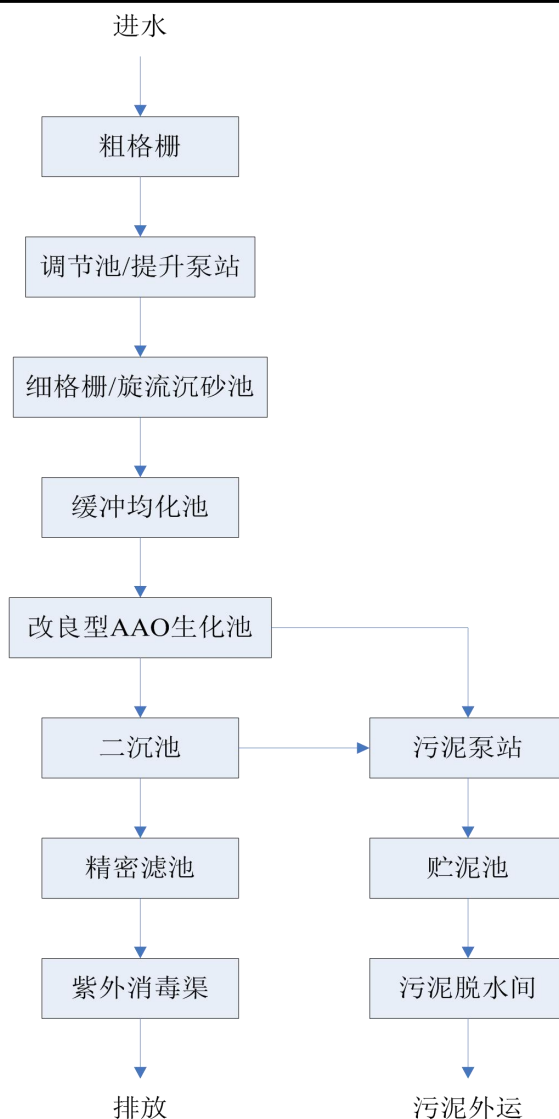 进水
粗格栅
调节池/提升泵站
细格栅/旋流沉砂池
缓冲均化池
改良型AAO生化池
二沉池
污泥泵站
精密滤池
贮泥池
紫外消毒渠
污泥脱水间
排放
污泥外运